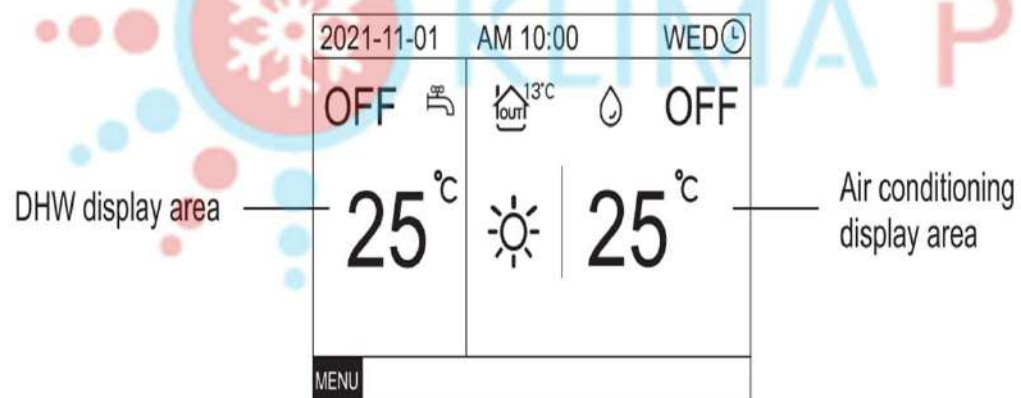 KLIMA P
2021-11-01 AM 10:00 WED
OFF OUT 13°C OFF
DHW display area
25 °C 25 °C
Air conditioning
display area
MENU